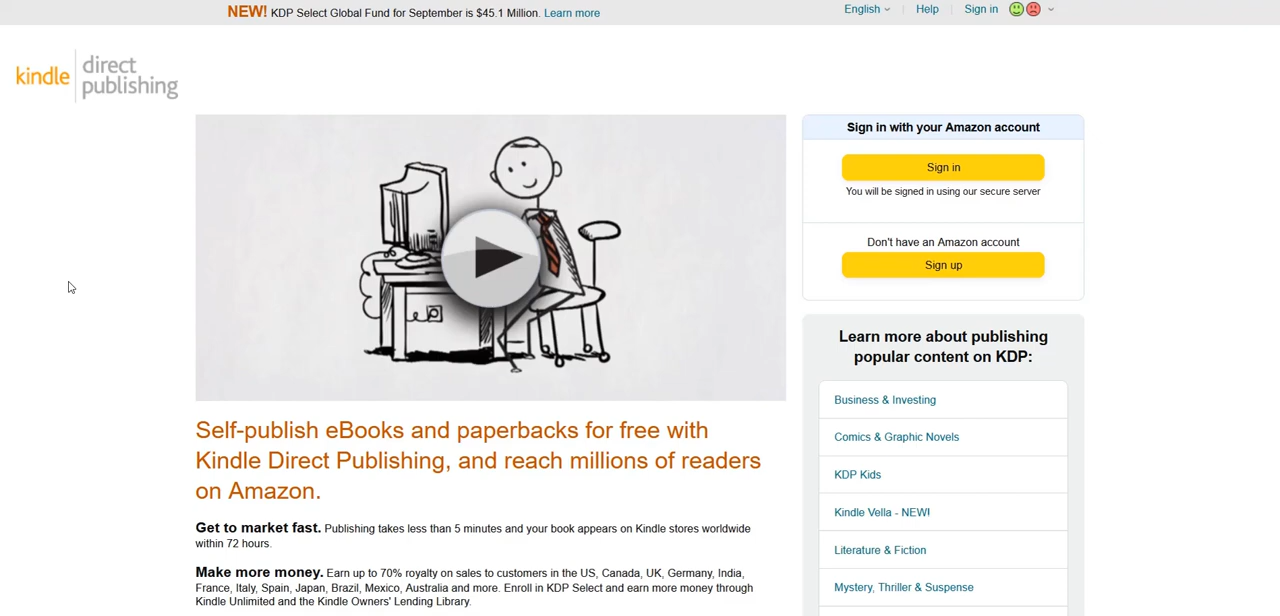 NEW! KDP Select Global Fund for September is $45.1 Million. Learn more
English
Help
Sign in
kindle
direct
publishing
Sign in with your Amazon account
Sign in
You will be signed in using our secure server
Don't have an Amazon account
Sign up
Self-publish eBooks and paperbacks for free with
Kindle Direct Publishing, and reach millions of readers
on Amazon.
Get to market fast. Publishing takes less than 5 minutes and your book appears on Kindle stores worldwide
within 72 hours.
Make more money. Earn up to 70% royalty on sales to customers in the US, Canada, UK, Germany, India,
France, Italy, Spain, Japan, Brazil, Mexico, Australia and more. Enroll in KDP Select and earn more money through
Kindle Unlimited and the Kindle Owners' Lending Library.
Learn more about publishing
popular content on KDP:
Business & Investing
Comics & Graphic Novels
KDP Kids
Kindle Vella - NEW!
Literature & Fiction
Mystery, Thriller & Suspense